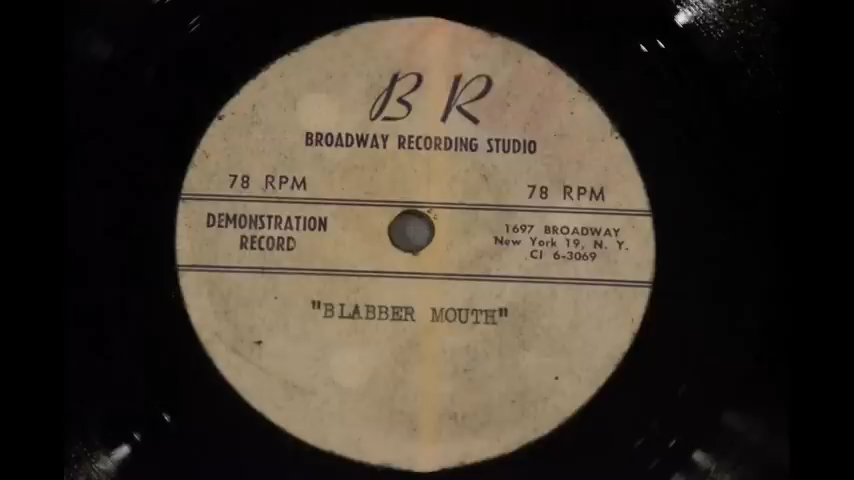 BR
BROADWAY RECORDING STUDIO
78 RPM
78 RPM
DEMONSTRATION
RECORD
1697 BROADWAY
New York 19, N. Y.
CI 6-3069
"BLABBER MOUTH"